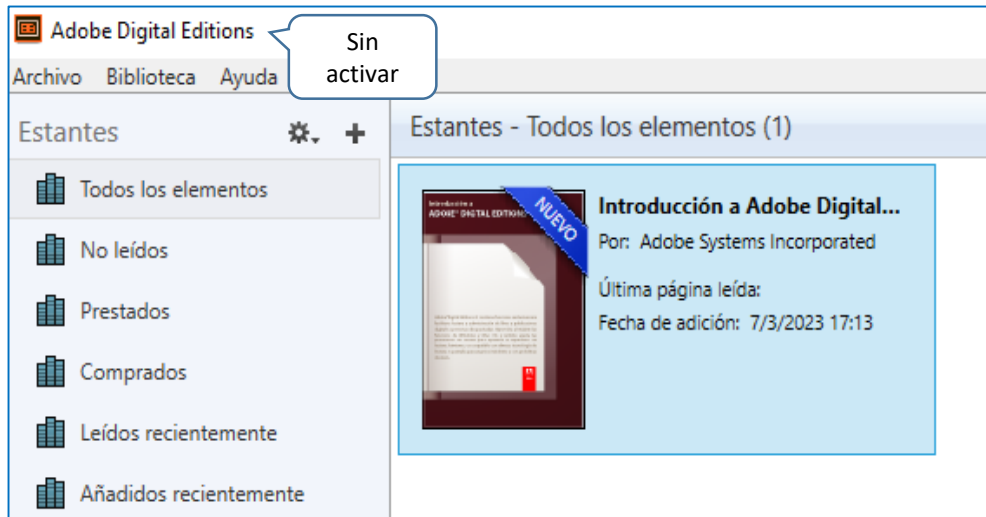 Adobe Digital Editions
Sin
activar
Archivo Biblioteca Ayuda
Estantes
Todos los elementos
No leídos
Prestados
Comprados
Leídos recientemente
Añadidos recientemente
Estantes - Todos los elementos (1)
Introducción a
ADOBE® DIGITAL EDITIONS
NUEVO
Introducción a Adobe Digital...
Por: Adobe Systems Incorporated
Última página leída:
Fecha de adición: 7/3/2023 17:13